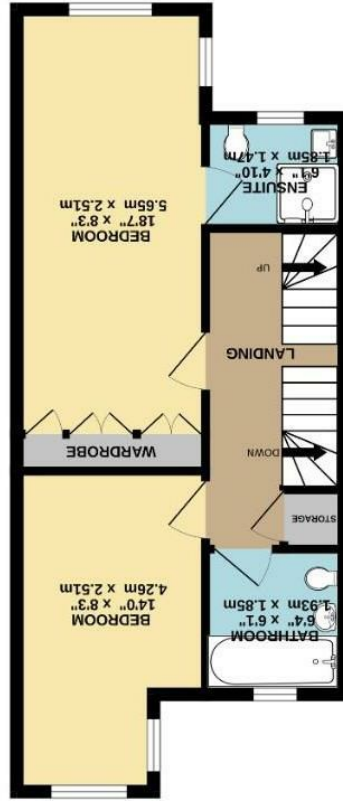 BATHROOM
6'4" x 6'1"
1.93m x 1.85m
BEDROOM
14'0" x 8'3"
4.26m x 2.51m
STORAGE
DOWN
WARDROBE
LANDING
UP
BEDROOM
18'7" x 8'3"
5.65m x 2.51m
ENSUITE
6'1" x 4'10"
1.85m x 1.47m